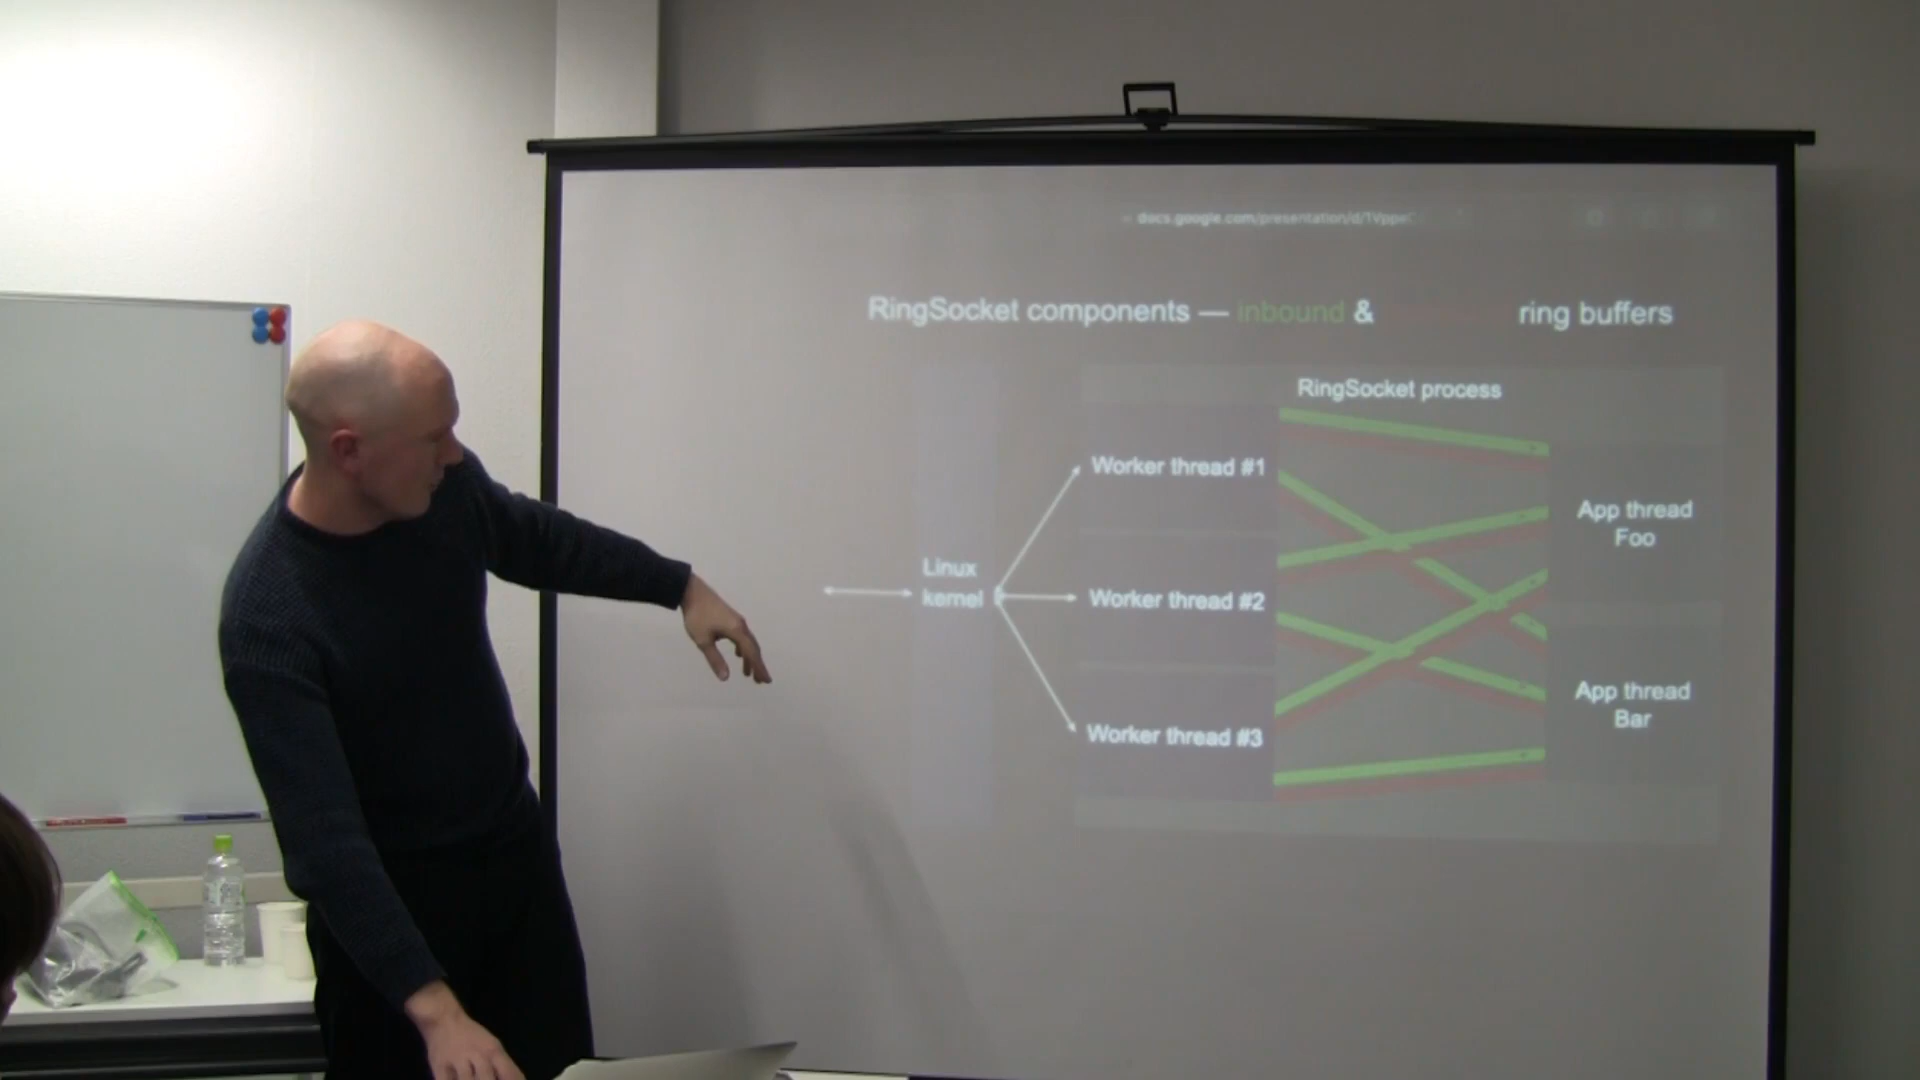 docs.google.com/presentation/d/1Vppa
RingSocket components — inbound & ring buffers
RingSocket process
Worker thread #1
App thread
Foo
Linux
kernel
Worker thread #2
App thread
Bar
Worker thread #3